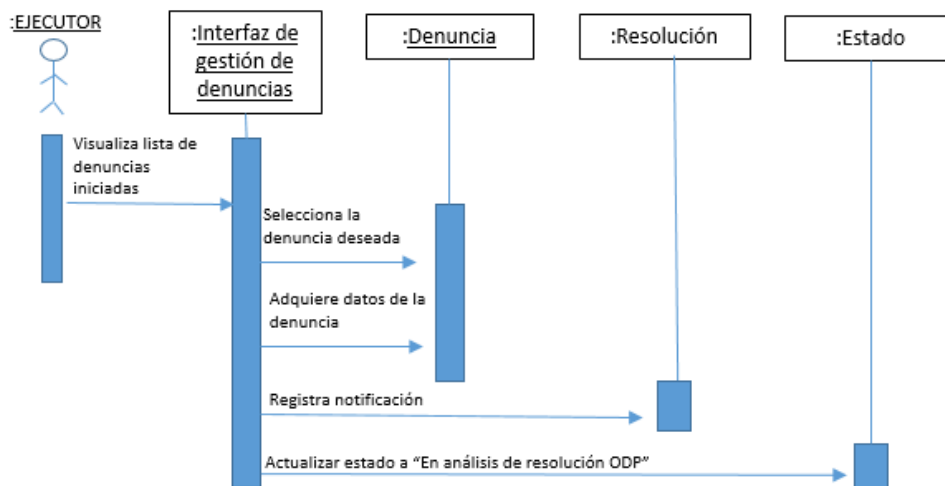 :EJECUTOR
:Interfaz de
gestión de
denuncias
:Denuncia
:Resolución
:Estado
Visualiza lista de
denuncias
iniciadas
Selecciona la
denuncia deseada
Adquiere datos de la
denuncia
Registra notificación
Actualizar estado a “En análisis de resolución ODP”